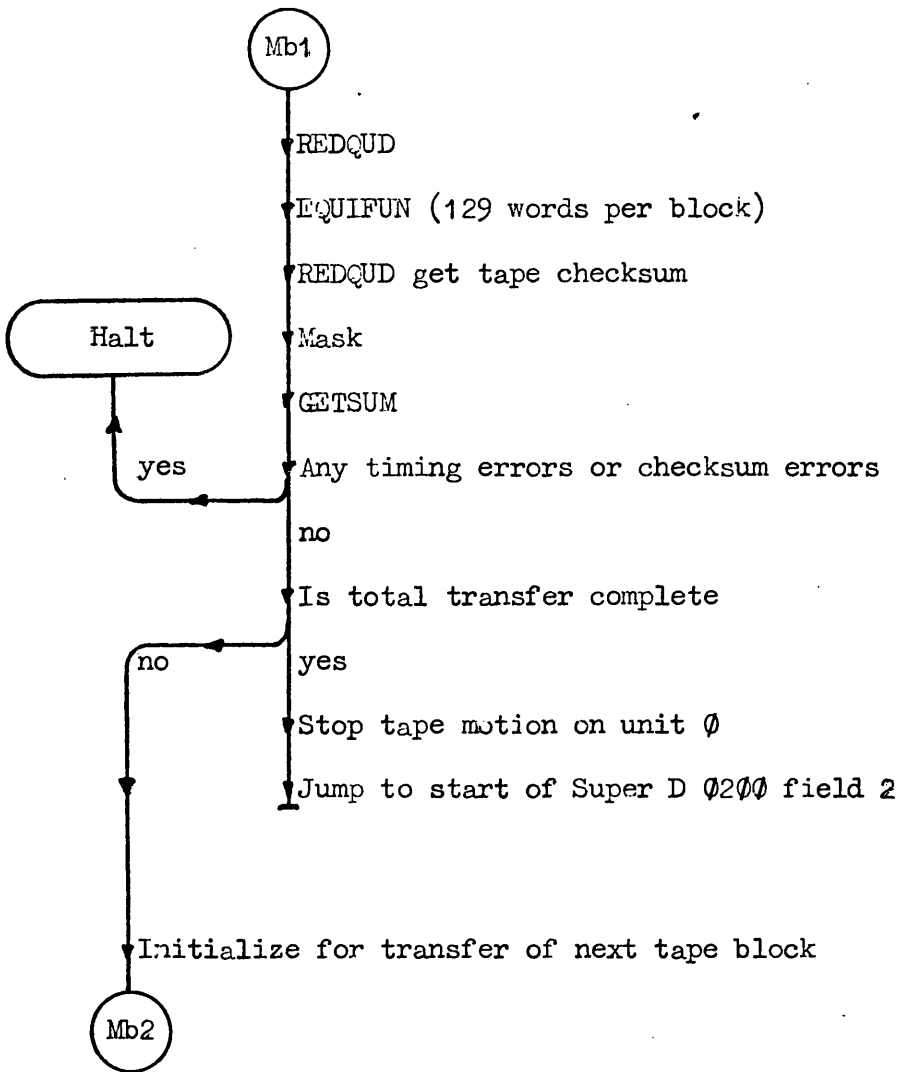 Mb1
REDQUD
EQUIFUN (129 words per block)
REDQUD get tape checksum
Halt
Mask
GETSUM
yes
Any timing errors or checksum errors
no
Is total transfer complete
no
yes
Stop tape motion on unit Ø
Jump to start of Super D Ø2ØØ field 2
Initialize for transfer of next tape block
Mb2